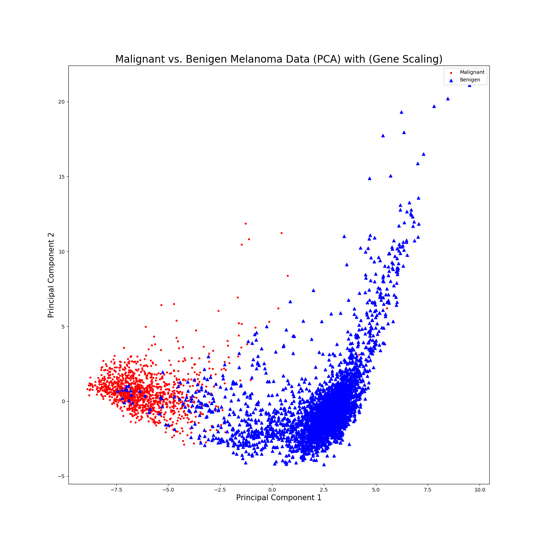 Malignant vs. Benigen Melanoma Data (PCA) with (Gene Scaling)
Malignant
Benigen
Principal Component 2
20
15
10
5
0
−5
−7.5 −5.0 −2.5 0.0 2.5 5.0 7.5 10.0
Principal Component 1